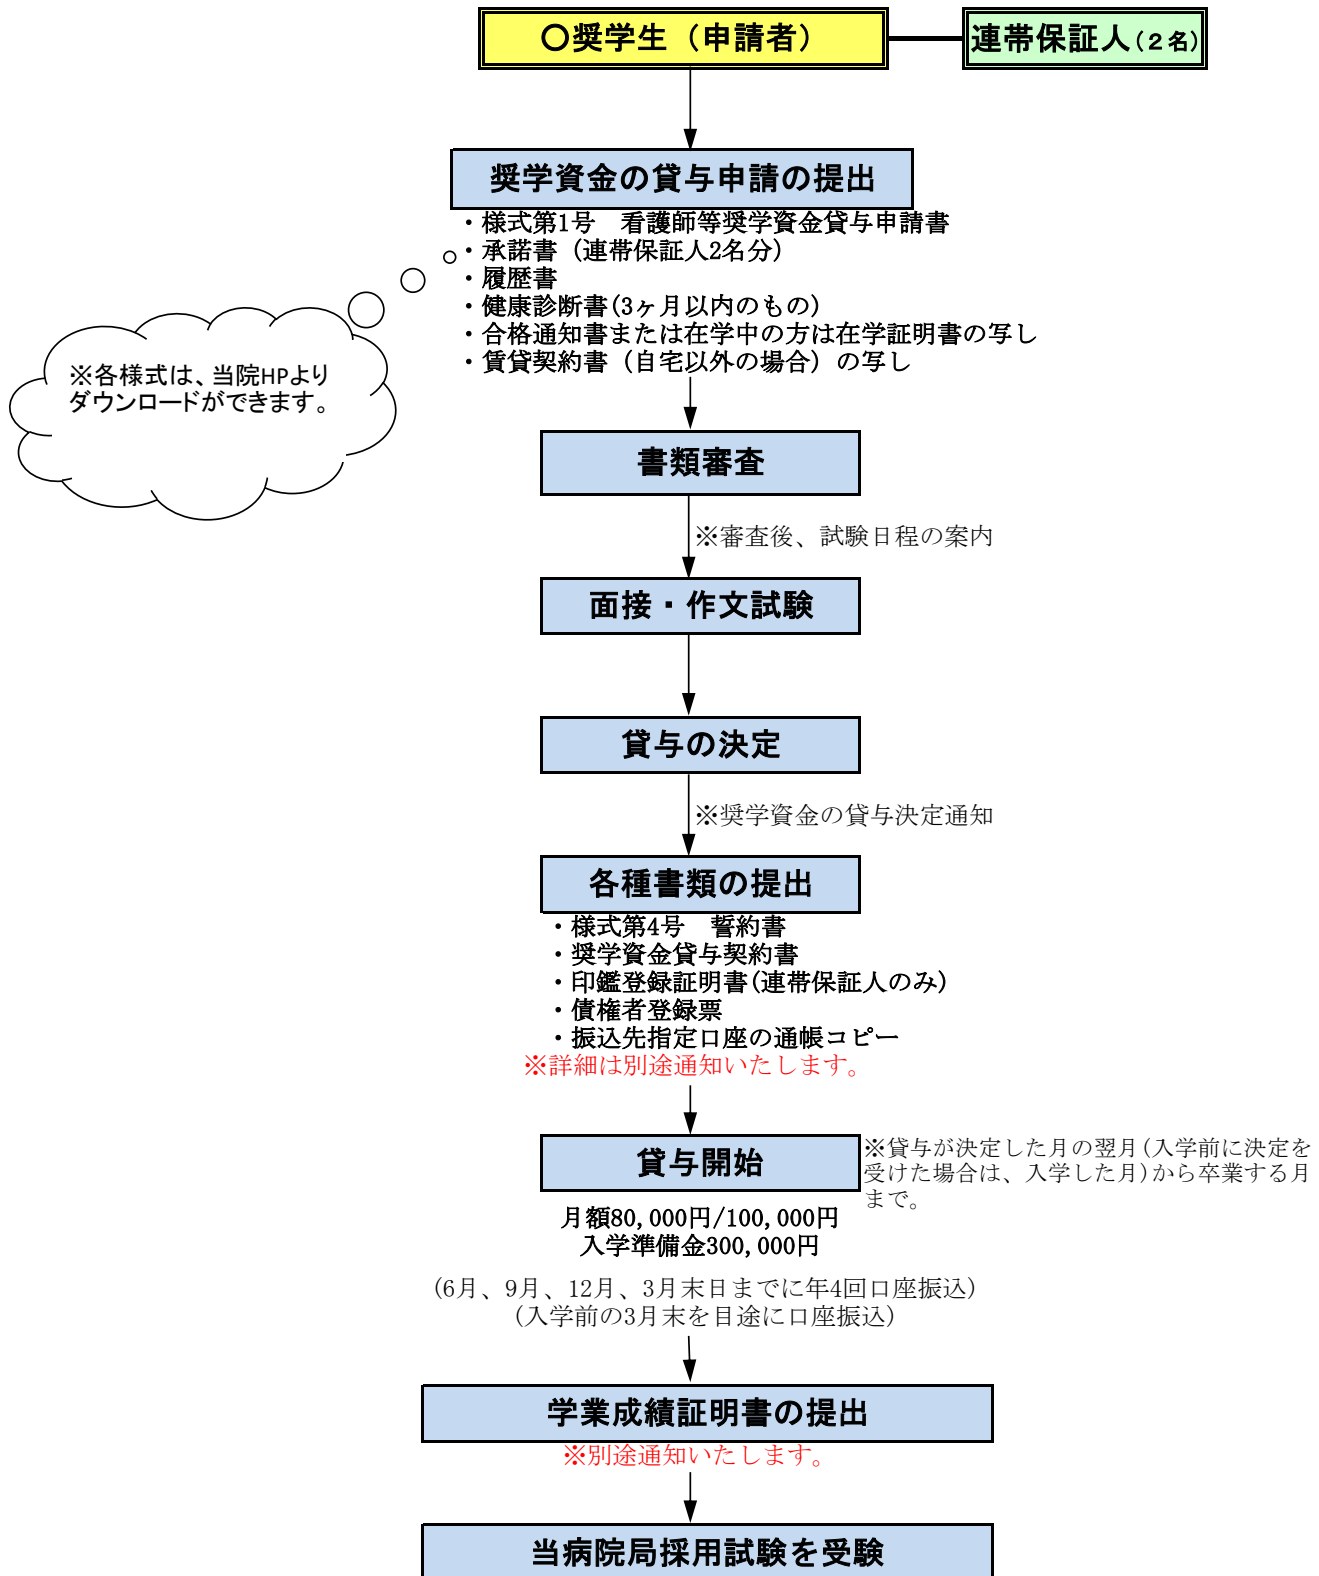 〇奨学生（申請者）
連帯保証人（２名）
奨学資金の貸与申請の提出
・様式第1号　看護師等奨学資金貸与申請書
・承諾書（連帯保証人2名分）
・履歴書
・健康診断書(3ヶ月以内のもの)
・合格通知書または在学中の方は在学証明書の写し
・賃貸契約書（自宅以外の場合）の写し
※各様式は、当院HPより
ダウンロードができます。
書類審査
※審査後、試験日程の案内
面接・作文試験
貸与の決定
※奨学資金の貸与決定通知
各種書類の提出
・様式第4号　誓約書
・奨学資金貸与契約書
・印鑑登録証明書(連帯保証人のみ)
・債権者登録票
・振込先指定口座の通帳コピー
※詳細は別途通知いたします。
貸与開始
※貸与が決定した月の翌月(入学前に決定を
受けた場合は、入学した月)から卒業する月
まで。
月額80,000円/100,000円
入学準備金300,000円
(6月、9月、12月、3月末日までに年4回口座振込)
(入学前の3月末を目途に口座振込)
学業成績証明書の提出
※別途通知いたします。
当病院局採用試験を受験